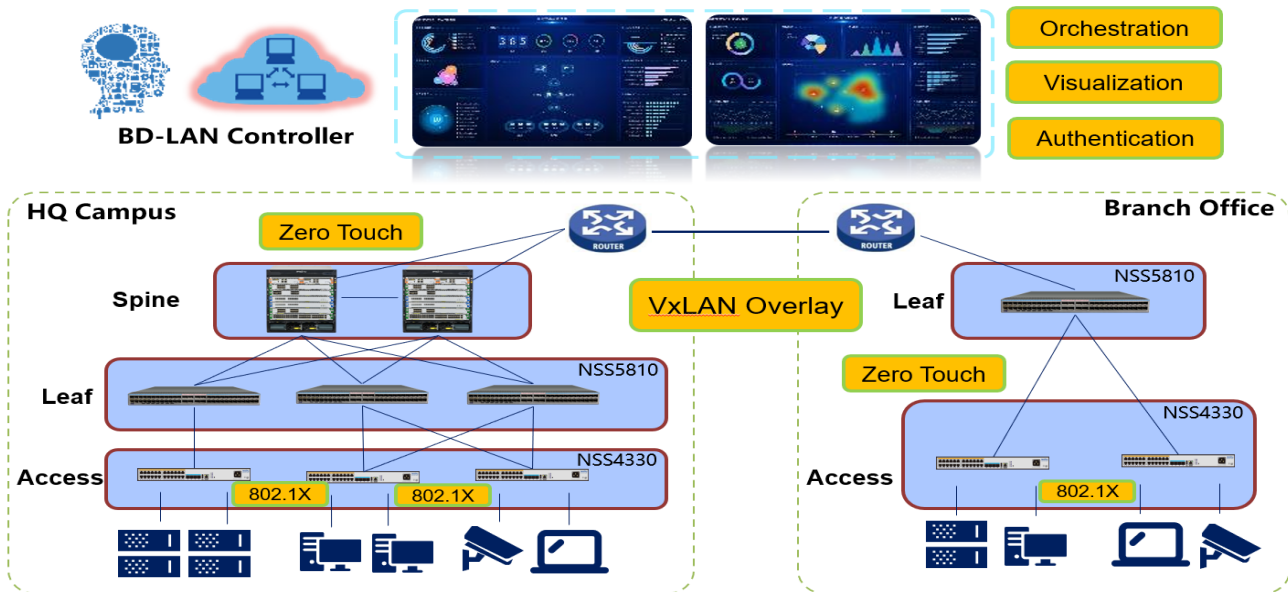 Orchestration
Visualization
Authentication
BD-LAN Controller
365
HQ Campus
Zero Touch
ROUTER
ROUTER
Branch Office
Spine
VxLAN Overlay
Leaf
NSS5810
Leaf
NSS5810
Zero Touch
Access
NSS4330
802.1X
802.1X
Access
NSS4330
802.1X